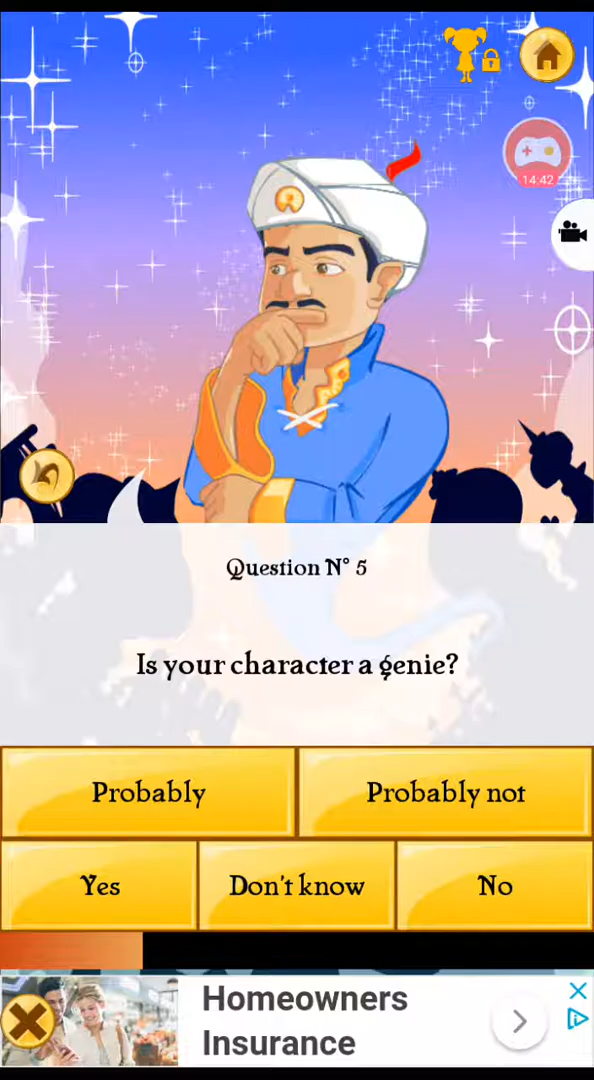 14:42
Question N° 5
Is your character a genie?
Probably
Probably not
Yes
Don't know
No
Homeowners
Insurance